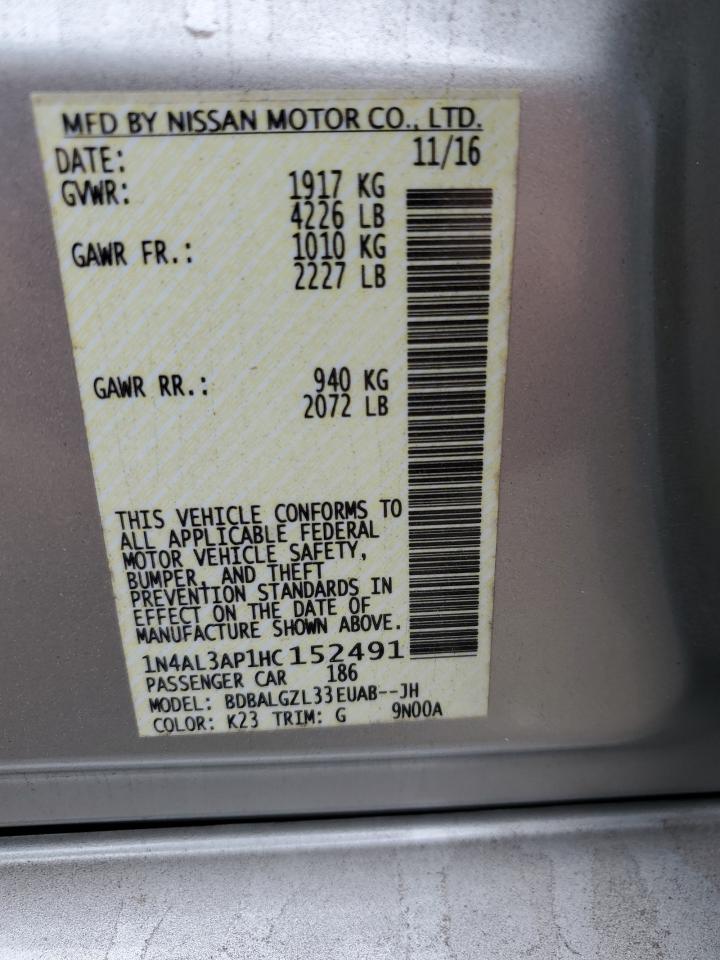 MFD BY NISSAN MOTOR CO., LTD.
DATE: 11/16
GVWR: 1917 KG
4226 LB
GAWR FR.: 1010 KG
2227 LB
GAWR RR.: 940 KG
2072 LB
THIS VEHICLE CONFORMS TO
ALL APPLICABLE FEDERAL
MOTOR VEHICLE SAFETY,
BUMPER, AND THEFT
PREVENTION STANDARDS IN
EFFECT ON THE DATE OF
MANUFACTURE SHOWN ABOVE.
1N4AL3AP1HC152491
PASSENGER CAR 186
MODEL: BDBALGZL33EUAB--JH
COLOR: K23 TRIM: G 9N00A